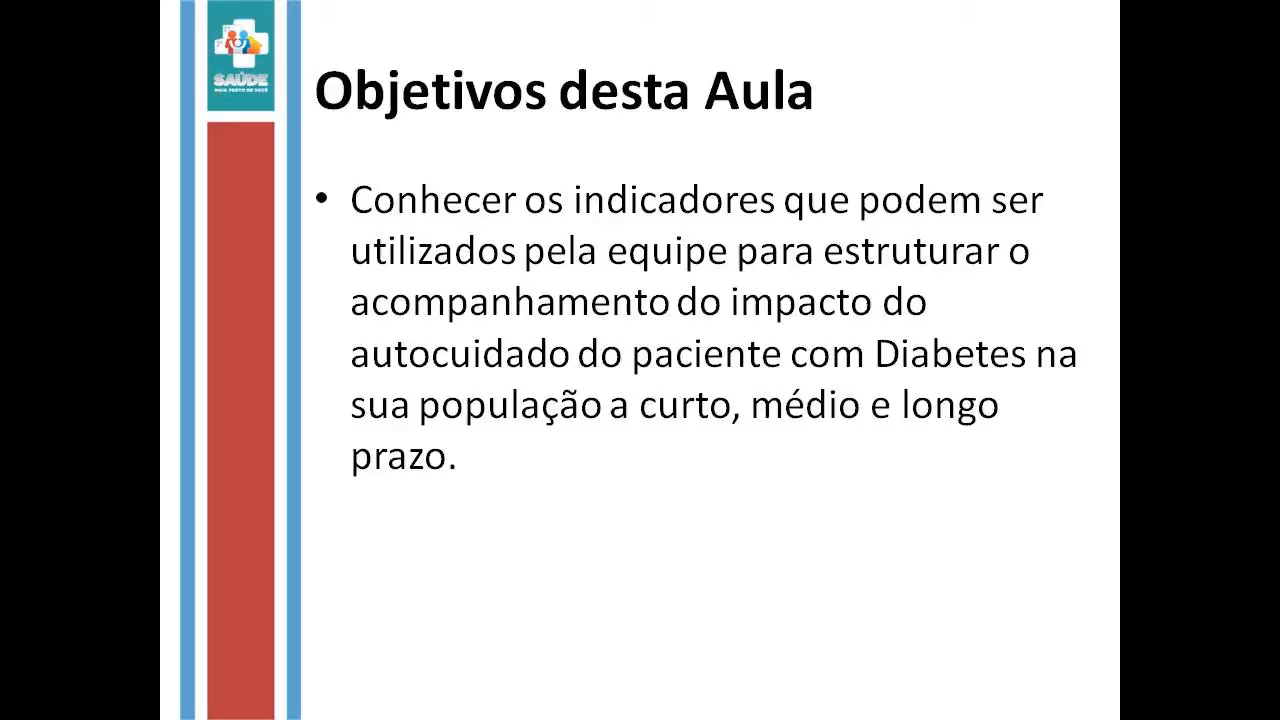 SAÚDE
MAIS PERTO DE VOCÊ
Objetivos desta Aula
• Conhecer os indicadores que podem ser
utilizados pela equipe para estruturar o
acompanhamento do impacto do
autocuidado do paciente com Diabetes na
sua população a curto, médio e longo
prazo.